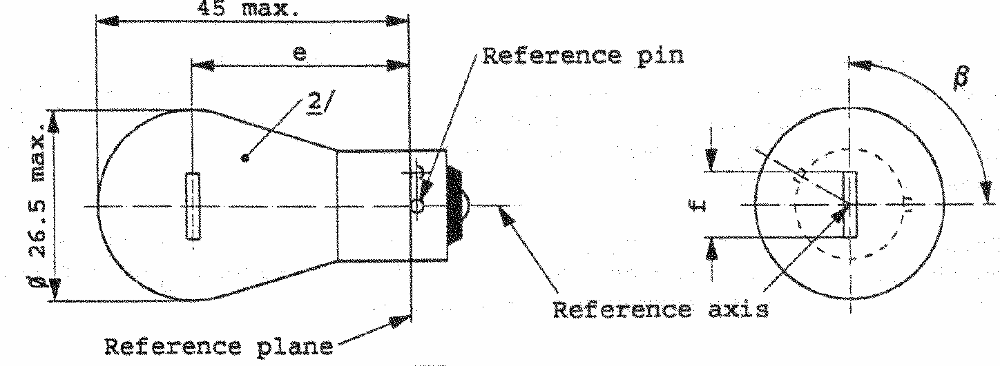 45 max.
e
Reference pin
β
2/
Ø 26.5 max.
f
Reference axis
Reference plane